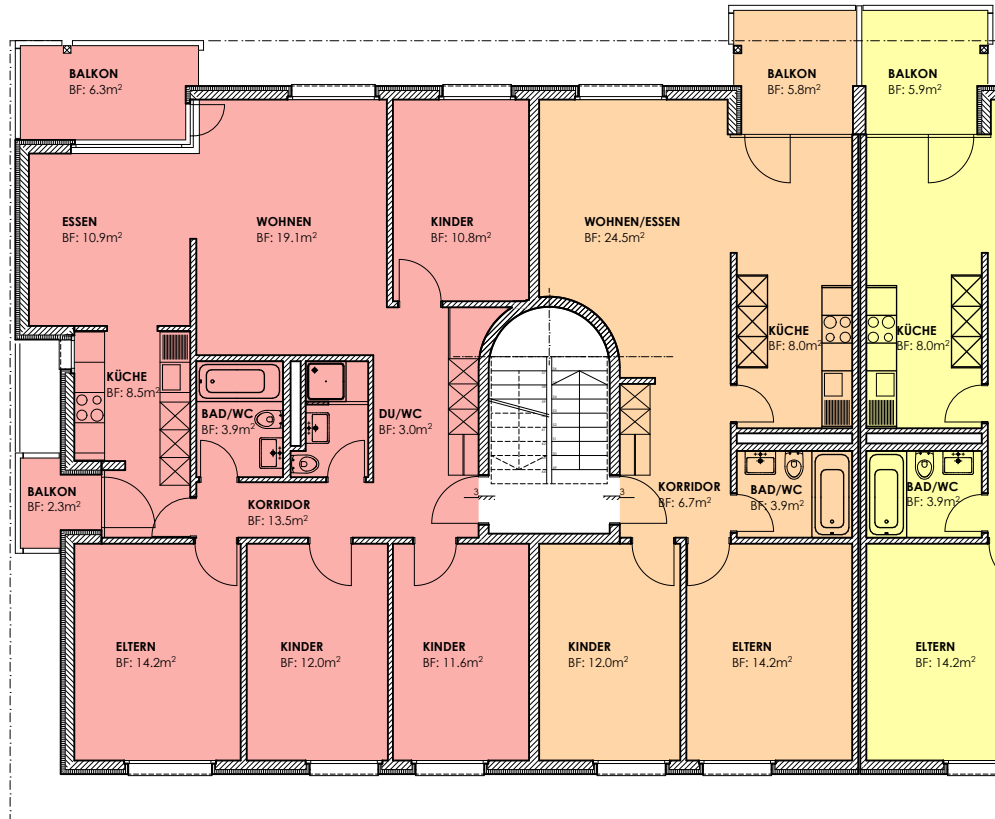 BALKON
BF: 6.3m²
BALKON
BF: 5.8m²
BALKON
BF: 5.9m²
ESSEN
BF: 10.9m²
WOHNEN
BF: 19.1m²
KINDER
BF: 10.8m²
WOHNEN/ESSEN
BF: 24.5m²
KÜCHE
BF: 8.0m²
KÜCHE
BF: 8.0m²
KÜCHE
BF: 8.5m²
BAD/WC
BF: 3.9m²
DU/WC
BF: 3.0m²
BALKON
BF: 2.3m²
KORRIDOR
BF: 13.5m²
3
3
KORRIDOR
BF: 6.7m²
BAD/WC
BF: 3.9m²
BAD/WC
BF: 3.9m²
ELTERN
BF: 14.2m²
KINDER
BF: 12.0m²
KINDER
BF: 11.6m²
KINDER
BF: 12.0m²
ELTERN
BF: 14.2m²
ELTERN
BF: 14.2m²